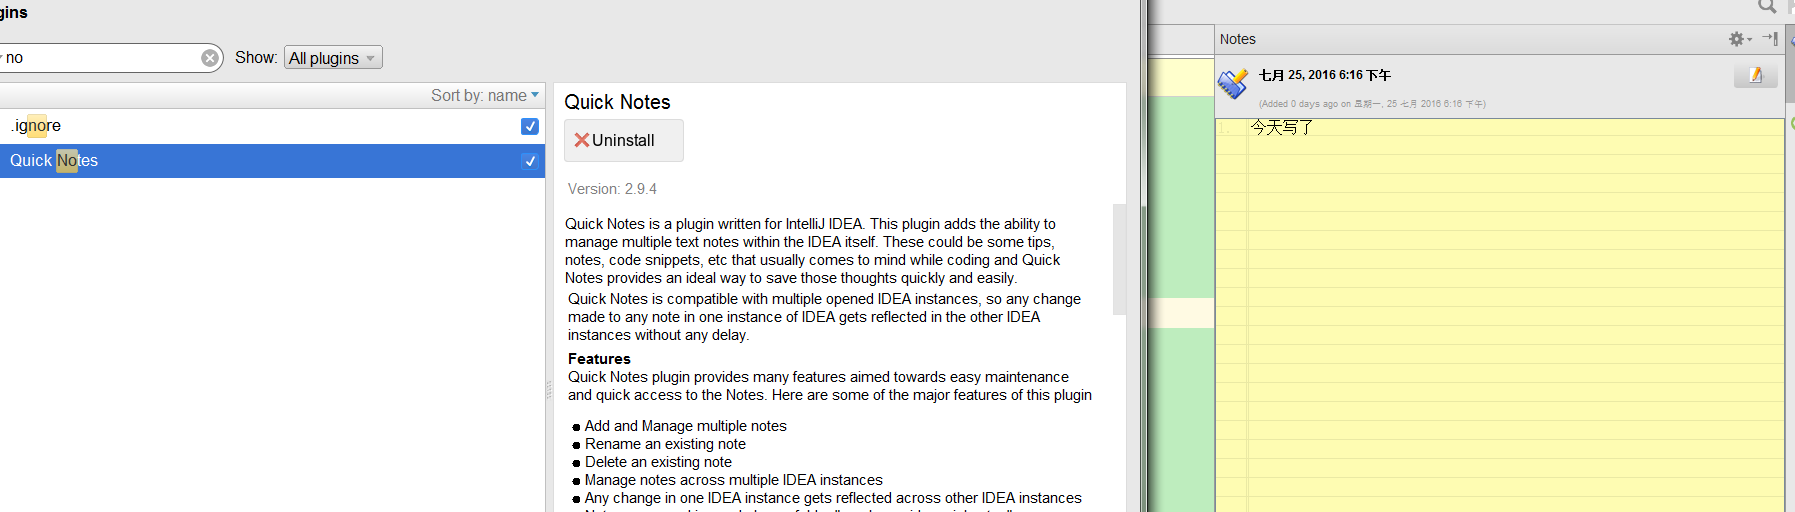 gins
no
Show:
All plugins
Sort by: name
.ignore
Quick Notes
Quick Notes
Uninstall
Version: 2.9.4
Quick Notes is a plugin written for IntelliJ IDEA. This plugin adds the ability to
manage multiple text notes within the IDEA itself. These could be some tips,
notes, code snippets, etc that usually comes to mind while coding and Quick
Notes provides an ideal way to save those thoughts quickly and easily.
Quick Notes is compatible with multiple opened IDEA instances, so any change
made to any note in one instance of IDEA gets reflected in the other IDEA
instances without any delay.
Features
Quick Notes plugin provides many features aimed towards easy maintenance
and quick access to the Notes. Here are some of the major features of this plugin
● Add and Manage multiple notes
● Rename an existing note
● Delete an existing note
● Manage notes across multiple IDEA instances
● Any change in one IDEA instance gets reflected across other IDEA instances
Notes
七月 25, 2016 6:16 下午
(Added 0 days ago on 星期一, 25 七月 2016 6:16 下午)
1. 今天写了